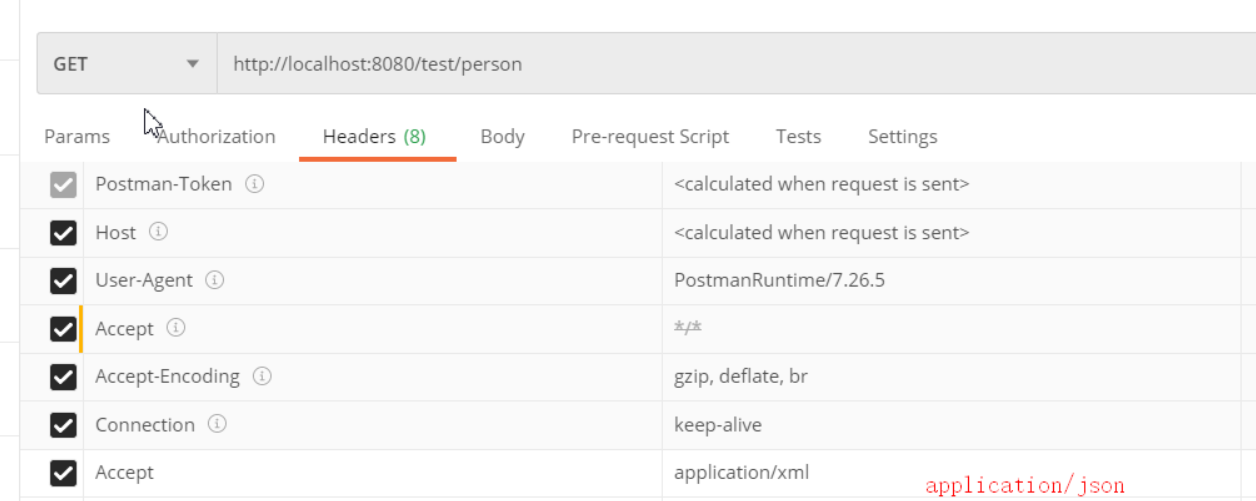 GET http://localhost:8080/test/person
Params Authorization Headers (8) Body Pre-request Script Tests Settings
Postman-Token <calculated when request is sent>
Host <calculated when request is sent>
User-Agent PostmanRuntime/7.26.5
Accept */*
Accept-Encoding gzip, deflate, br
Connection keep-alive
Accept application/xml
application/json